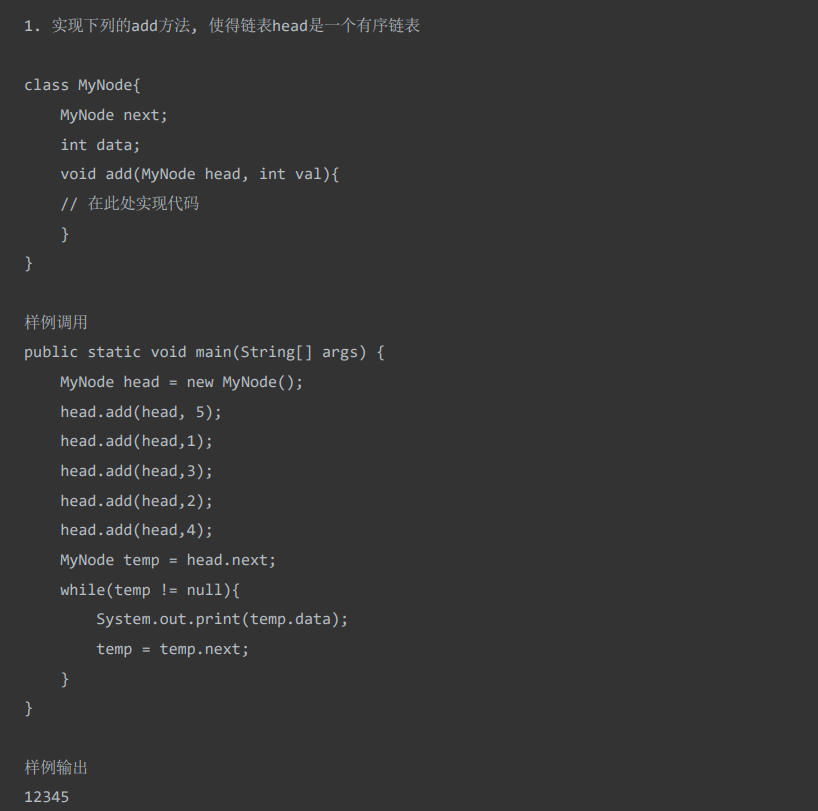 1. 实现下列的add方法, 使得链表head是一个有序链表
class MyNode{
MyNode next;
int data;
void add(MyNode head, int val){
// 在此处实现代码
}
}
样例调用
public static void main(String[] args) {
MyNode head = new MyNode();
head.add(head, 5);
head.add(head,1);
head.add(head,3);
head.add(head,2);
head.add(head,4);
MyNode temp = head.next;
while(temp != null){
System.out.print(temp.data);
temp = temp.next;
}
}
样例输出
12345